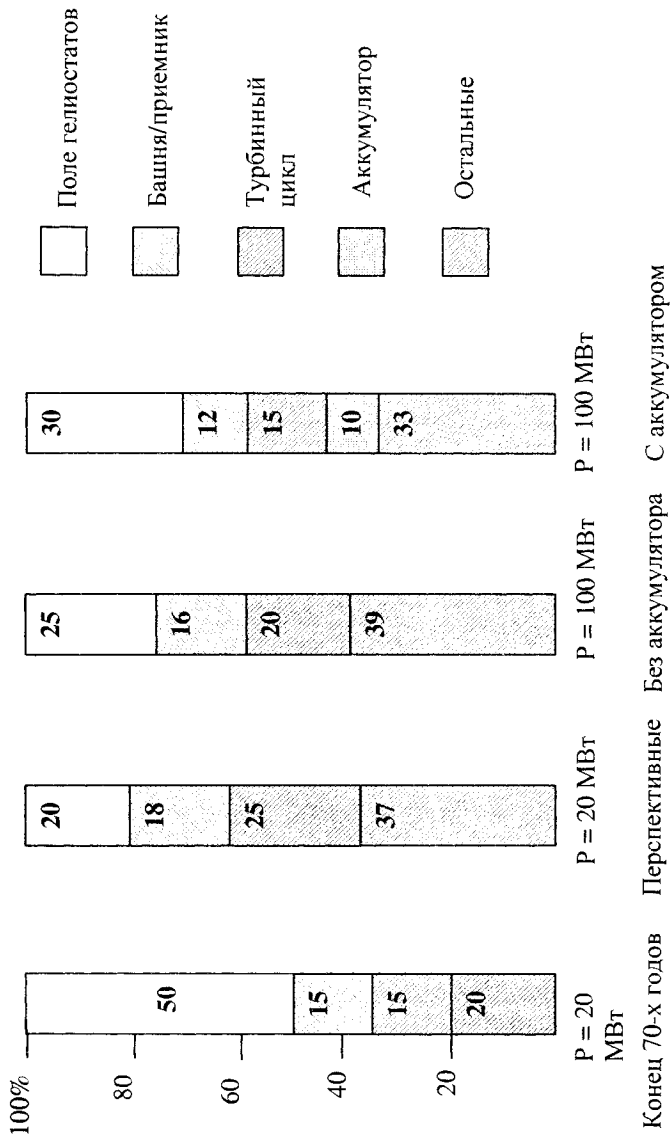 100%
80
60
40
20
50
15
15
20
P = 20
МВт
Конец 70-х годов
20
18
25
37
P = 20 МВт
Перспективные
25
16
20
39
P = 100 МВт
Без аккумулятора
30
12
15
10
33
P = 100 МВт
С аккумулятором
Поле гелиостатов
Башня/приемник
Турбинный
цикл
Аккумулятор
Остальные